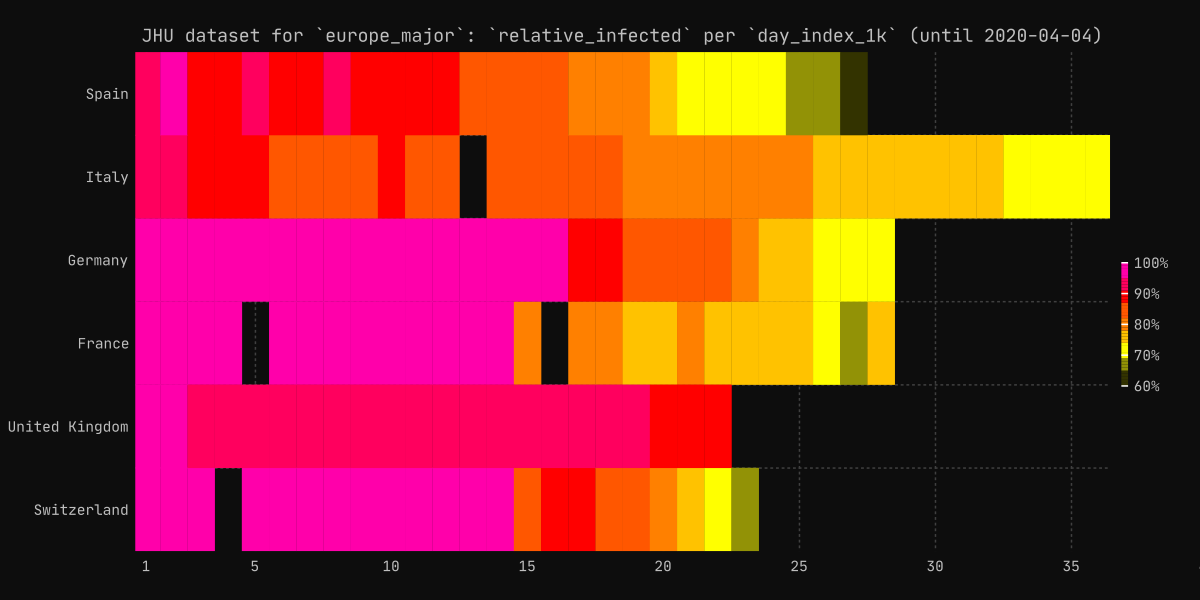 JHU dataset for `europe_major`: `relative_infected` per `day_index_1k` (until 2020-04-04)
Spain
Italy
Germany
France
United Kingdom
Switzerland
1 5 10 15 20 25 30 35
100%
90%
80%
70%
60%